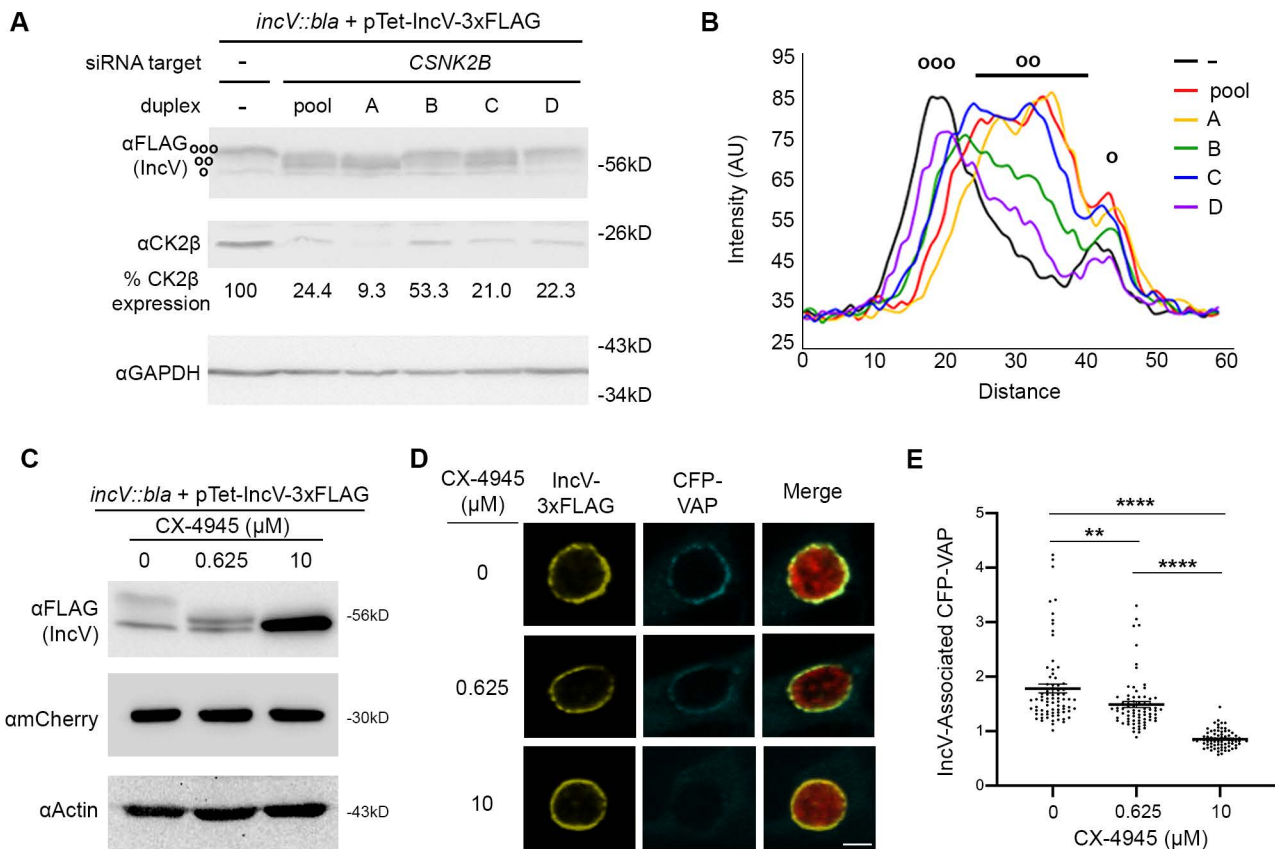 A
incV::bla + pTet-IncV-3xFLAG
siRNA target - CSNK2B
duplex - pool A B C D
αFLAG ooo
(IncV) oo
o
-56kD
αCK2β -26kD
% CK2β
expression 100 24.4 9.3 53.3 21.0 22.3
αGAPDH -43kD
-34kD
B
Intensity (AU)
95
85
75
65
55
45
35
25
0 10 20 30 40 50 60
Distance
ooo oo o
-
pool
A
B
C
D
C
incV::bla + pTet-IncV-3xFLAG
CX-4945 (µM)
0 0.625 10
αFLAG
(IncV)
-56kD
αmCherry -30kD
αActin -43kD
D
CX-4945
(µM)
IncV-
3xFLAG
CFP-
VAP
Merge
0
0.625
10
E
IncV-Associated CFP-VAP
5
4
3
2
1
0
****
** ****
0 0.625 10
CX-4945 (µM)